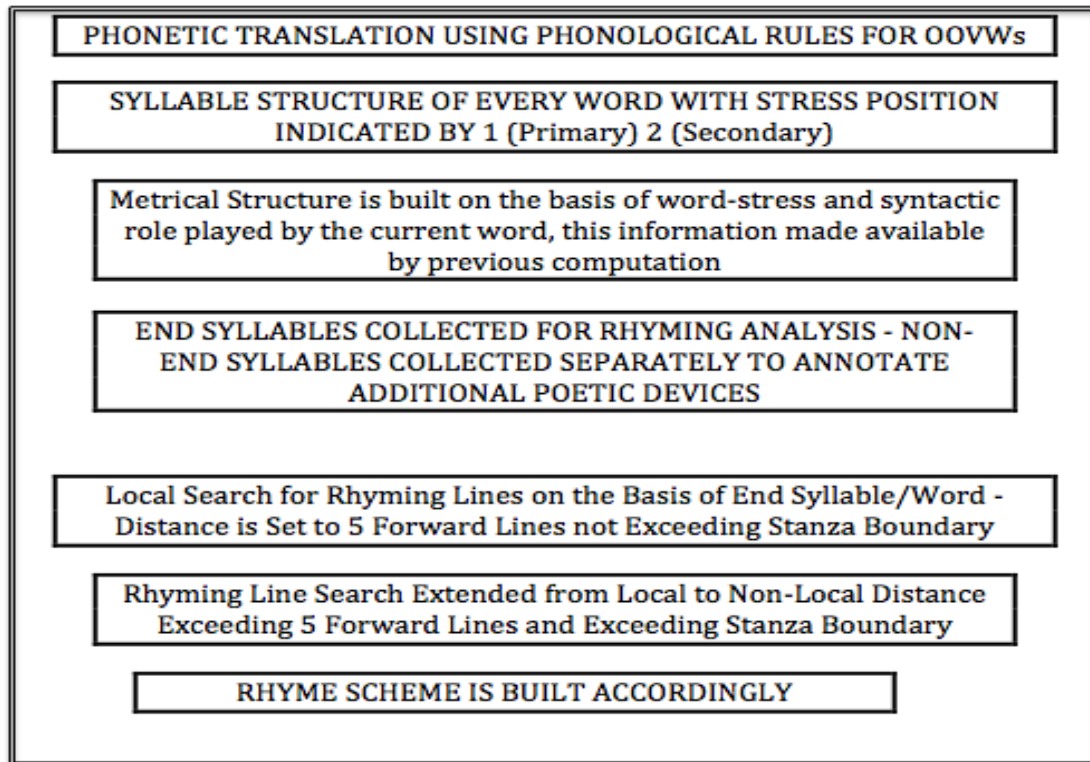 PHONETIC TRANSLATION USING PHONOLOGICAL RULES FOR OOVWs
SYLLABLE STRUCTURE OF EVERY WORD WITH STRESS POSITION
INDICATED BY 1 (Primary) 2 (Secondary)
Metrical Structure is built on the basis of word-stress and syntactic
role played by the current word, this information made available
by previous computation
END SYLLABLES COLLECTED FOR RHYMING ANALYSIS - NON-
END SYLLABLES COLLECTED SEPARATELY TO ANNOTATE
ADDITIONAL POETIC DEVICES
Local Search for Rhyming Lines on the Basis of End Syllable/Word -
Distance is Set to 5 Forward Lines not Exceeding Stanza Boundary
Rhyming Line Search Extended from Local to Non-Local Distance
Exceeding 5 Forward Lines and Exceeding Stanza Boundary
RHYME SCHEME IS BUILT ACCORDINGLY